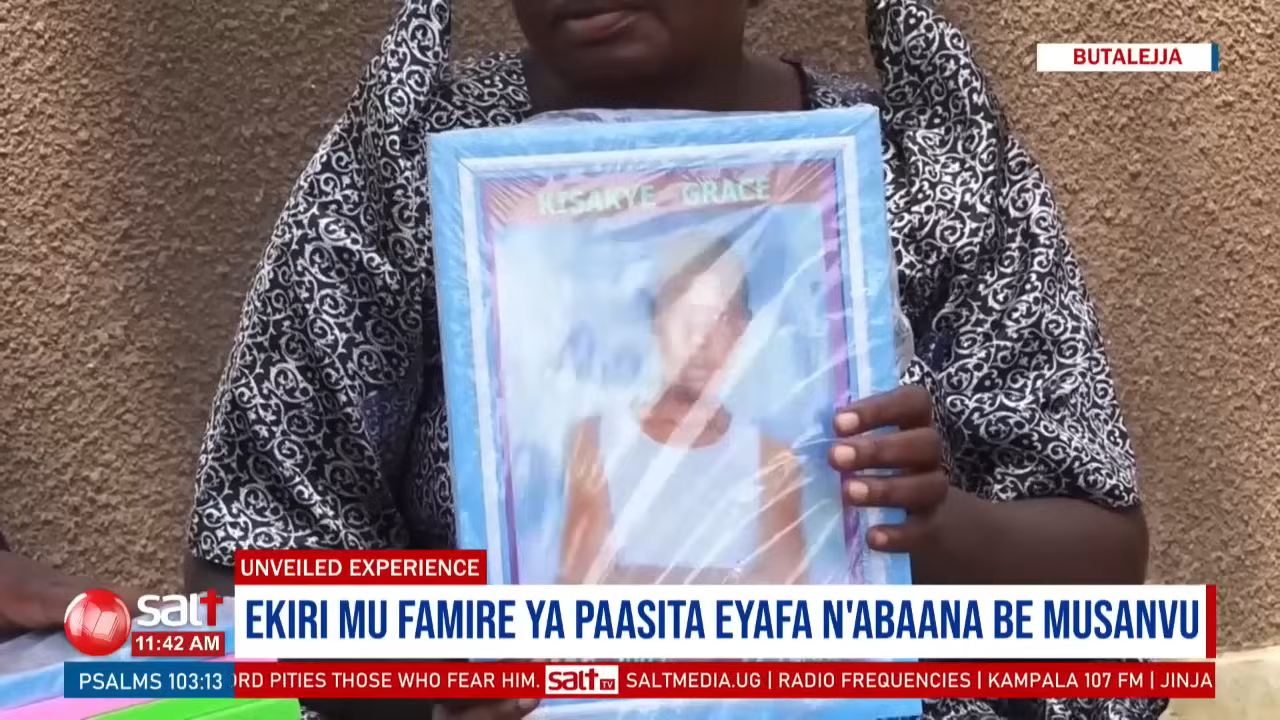 BUTALEJJA
KISAKYE GRACE
UNVEILED EXPERIENCE
salt
11:42 AM
EKIRI MU FAMIRE YA PAASITA EYAFA N'ABAANA BE MUSANVU
PSALMS 103:13 ORD PITIES THOSE WHO FEAR HIM. salt TV SALTMEDIA.UG | RADIO FREQUENCIES | KAMPALA 107 FM | JINJA